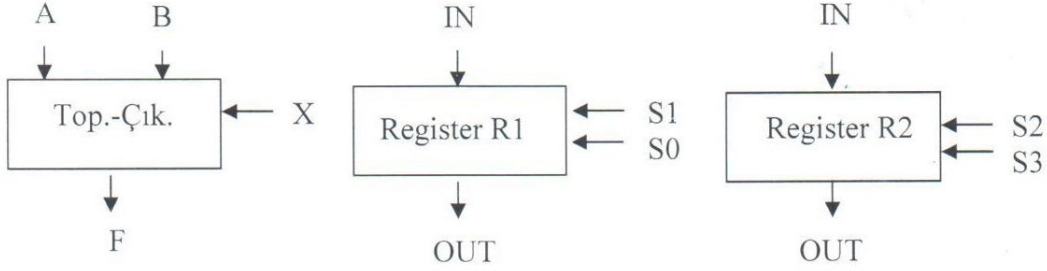 A B
Top.-Çık.
X
F
IN
Register R1
S1
S0
OUT
IN
Register R2
S2
S3
OUT